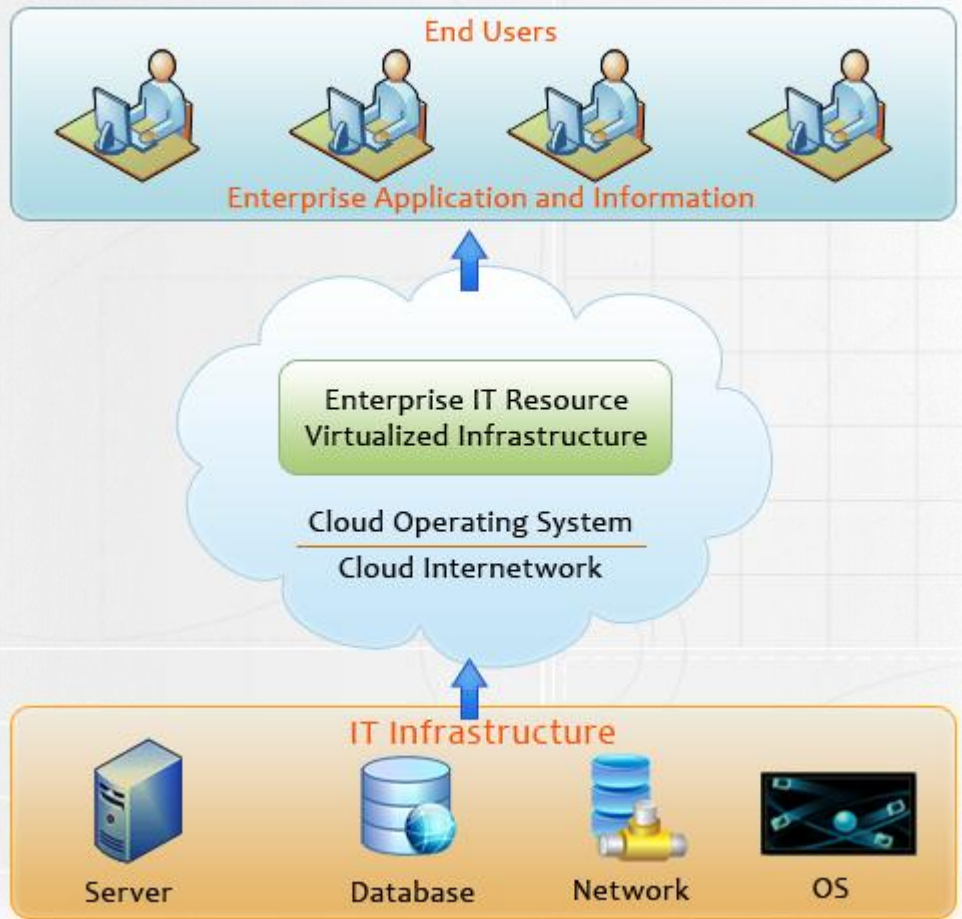 End Users
Enterprise Application and Information
Enterprise IT Resource
Virtualized Infrastructure
Cloud Operating System
Cloud Internetwork
IT Infrastructure
Server
Database
Network
OS